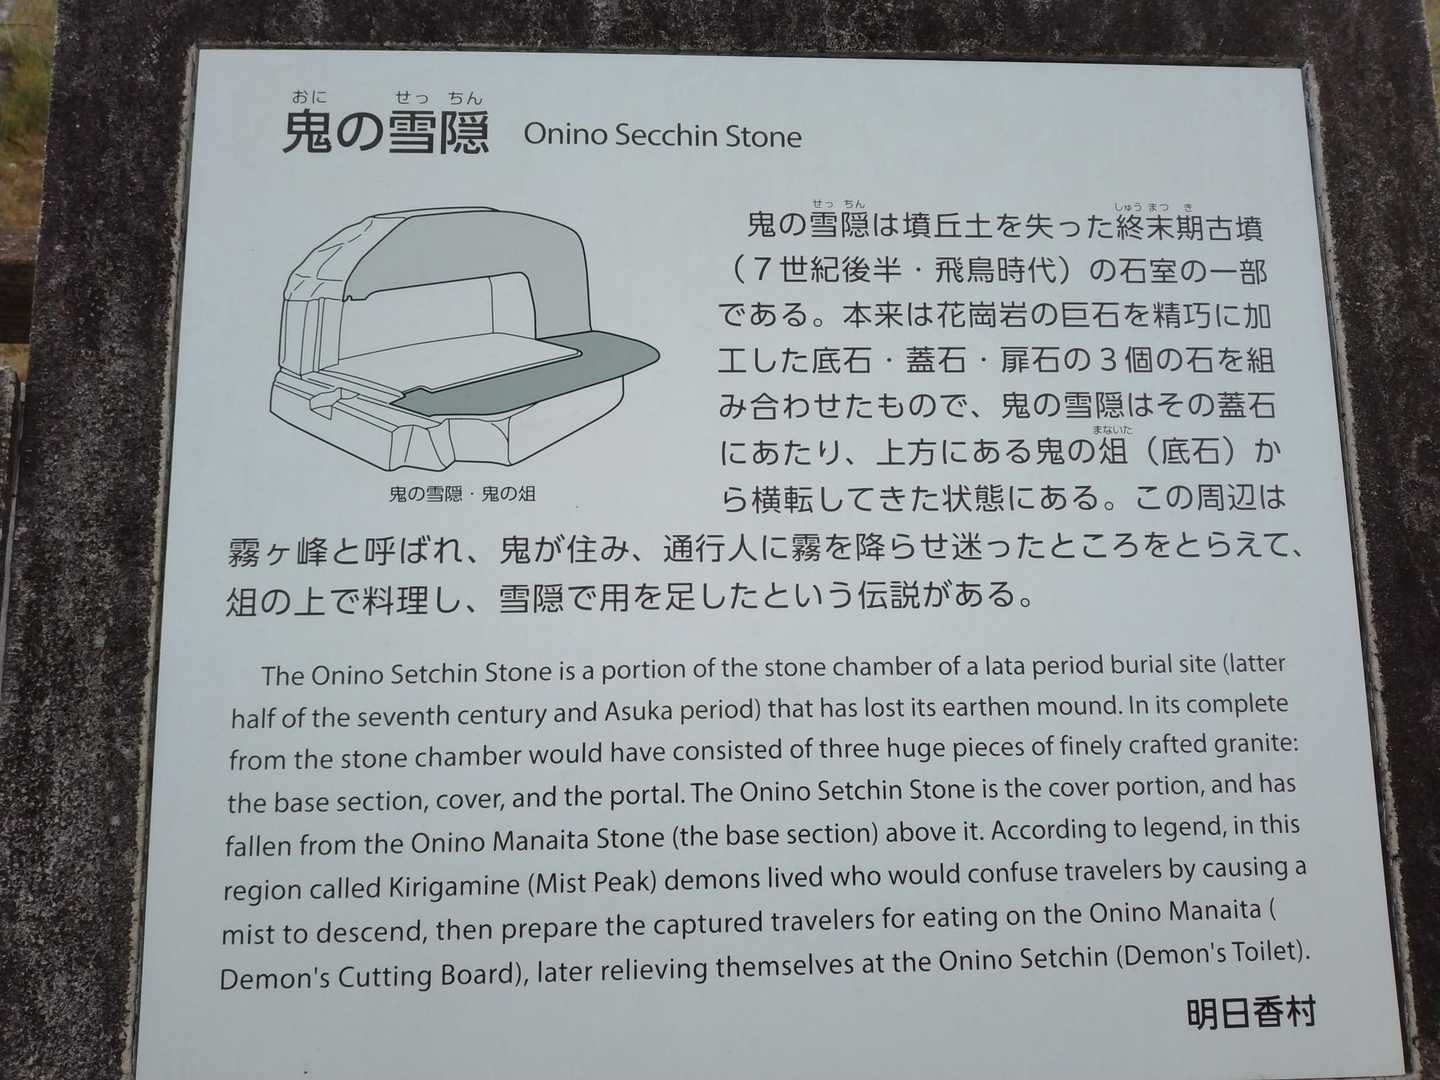 おに せっ ちん
鬼の雪隠 Onino Secchin Stone
せっ ちん しゅう まつ き
鬼の雪隠は墳丘土を失った終末期古墳
（７世紀後半・飛鳥時代）の石室の一部
である。本来は花崗岩の巨石を精巧に加
工した底石・蓋石・扉石の３個の石を組
み合わせたもので、鬼の雪隠はその蓋石
まないた
にあたり、上方にある鬼の俎（底石）か
ら横転してきた状態にある。この周辺は
鬼の雪隠・鬼の俎
霧ヶ峰と呼ばれ、鬼が住み、通行人に霧を降らせ迷ったところをとらえて、
俎の上で料理し、雪隠で用を足したという伝説がある。
The Onino Setchin Stone is a portion of the stone chamber of a lata period burial site (latter
half of the seventh century and Asuka period) that has lost its earthen mound. In its complete
from the stone chamber would have consisted of three huge pieces of finely crafted granite:
the base section, cover, and the portal. The Onino Setchin Stone is the cover portion, and has
fallen from the Onino Manaita Stone (the base section) above it. According to legend, in this
region called Kirigamine (Mist Peak) demons lived who would confuse travelers by causing a
mist to descend, then prepare the captured travelers for eating on the Onino Manaita (
Demon's Cutting Board), later relieving themselves at the Onino Setchin (Demon's Toilet).
明日香村